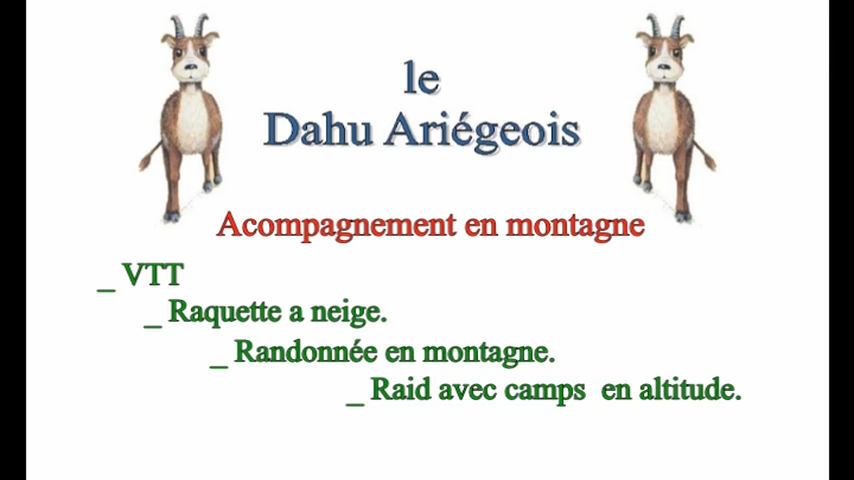 le
Dahu Ariégeois
Acompagnement en montagne
_ VTT
_ Raquette a neige.
_ Randonnée en montagne.
_ Raid avec camps en altitude.